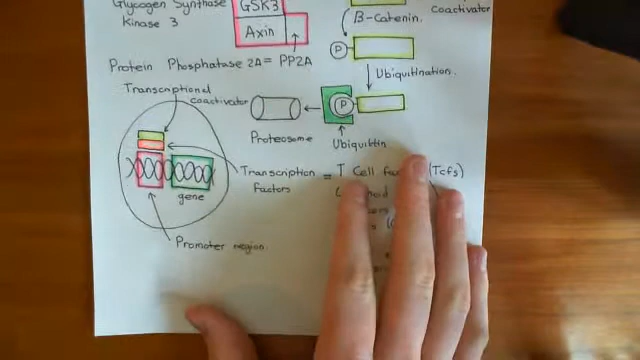 Glycogen Synthase
Kinase 3
GSK3
Axin
Coactivator
β-Catenin.
P
Protein Phosphatase 2A = PP2A
Ubiquitination.
Transcriptional
coactivator
P
Proteosome
Ubiquitin
Transcription
Factors
= T Cell (Tcfs)
gene
Promoter region.